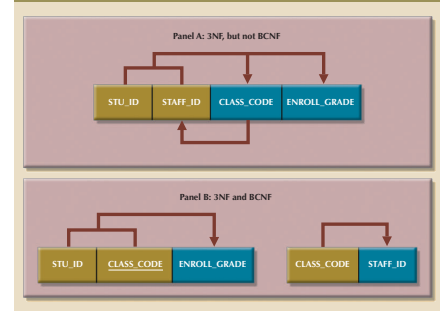 Panel A: 3NF, but not BCNF
STU_ID STAFF_ID CLASS_CODE ENROLL_GRADE
Panel B: 3NF and BCNF
STU_ID CLASS_CODE ENROLL_GRADE CLASS_CODE STAFF_ID